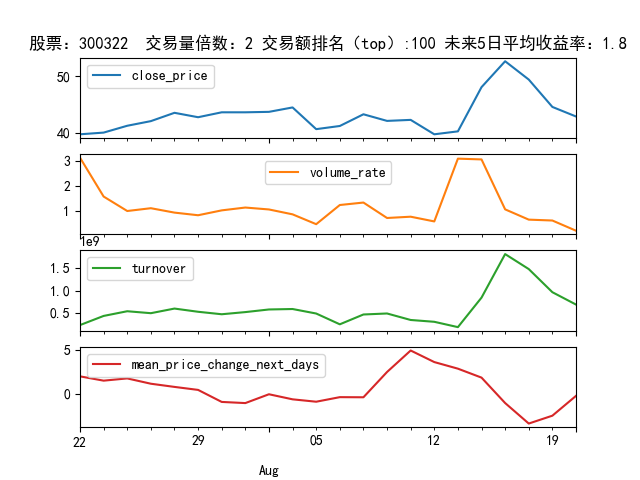 股票：300322  交易量倍数：2 交易额排名（top）:100 未来5日平均收益率：1.8
close_price
50
40
volume_rate
3
2
1
1e9
turnover
1.5
1.0
0.5
mean_price_change_next_days
5
0
22 29 05 12 19
Aug